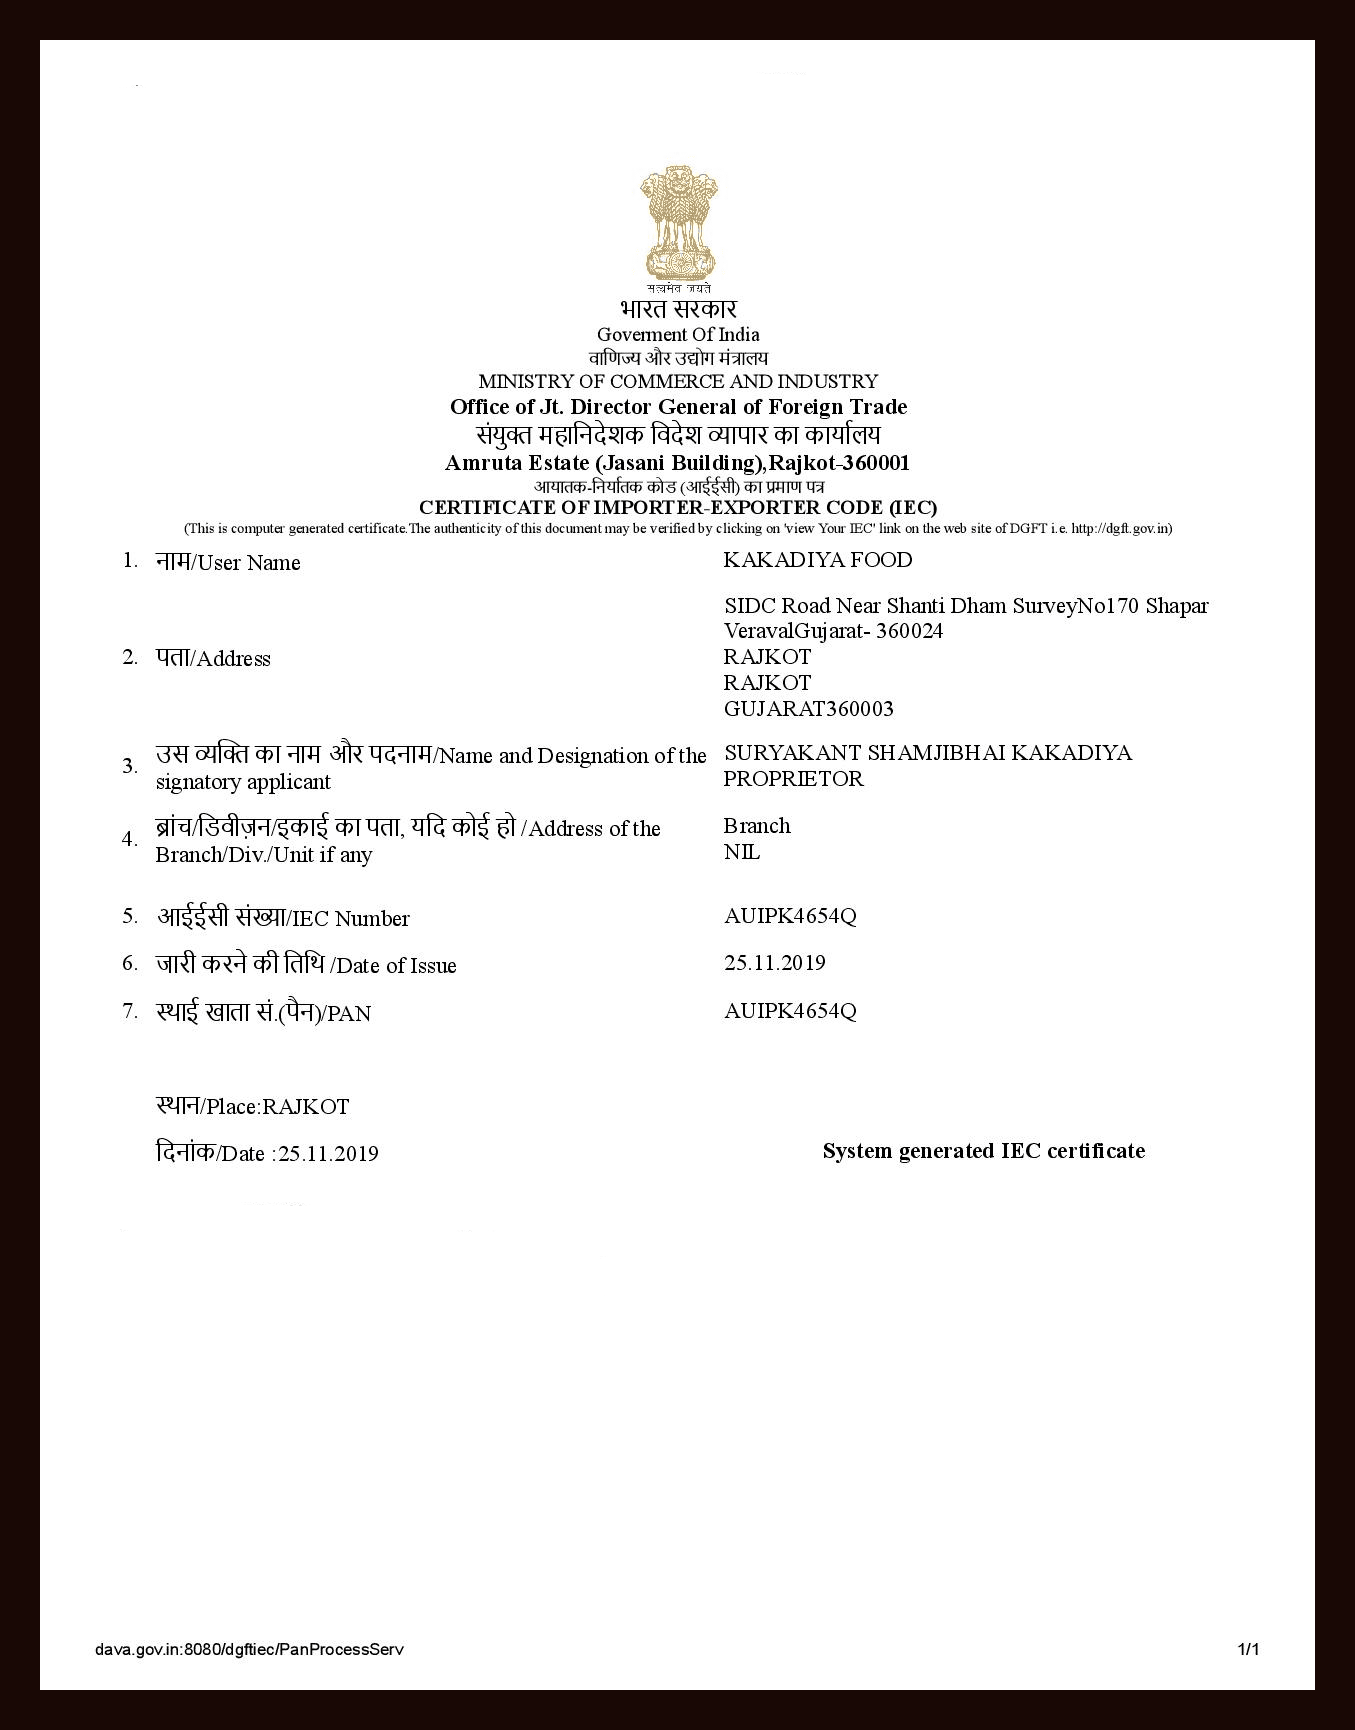 सत्यमेव जयते
भारत सरकार
Goverment Of India
वाणिज्य और उद्योग मंत्रालय
MINISTRY OF COMMERCE AND INDUSTRY
Office of Jt. Director General of Foreign Trade
संयुक्त महानिदेशक विदेश व्यापार का कार्यालय
Amruta Estate (Jasani Building),Rajkot-360001
आयातक-निर्यातक कोड (आईईसी) का प्रमाण पत्र
CERTIFICATE OF IMPORTER-EXPORTER CODE (IEC)
(This is computer generated certificate.The authenticity of this document may be verified by clicking on 'view Your IEC' link on the web site of DGFT i.e. http://dgft.gov.in)
1. नाम/User Name KAKADIYA FOOD
SIDC Road Near Shanti Dham SurveyNo170 Shapar
VeravalGujarat- 360024
2. पता/Address RAJKOT
RAJKOT
GUJARAT360003
3. उस व्यक्ति का नाम और पदनाम/Name and Designation of the signatory applicant
SURYAKANT SHAMJIBHAI KAKADIYA
PROPRIETOR
4. ब्रांच/डिवीज़न/इकाई का पता, यदि कोई हो /Address of the
Branch/Div./Unit if any
Branch
NIL
5. आईईसी संख्या/IEC Number AUIPK4654Q
6. जारी करने की तिथि /Date of Issue 25.11.2019
7. स्थाई खाता सं.(पैन)/PAN AUIPK4654Q
स्थान/Place:RAJKOT
दिनांक/Date :25.11.2019 System generated IEC certificate
dava.gov.in:8080/dgftiec/PanProcessServ 1/1